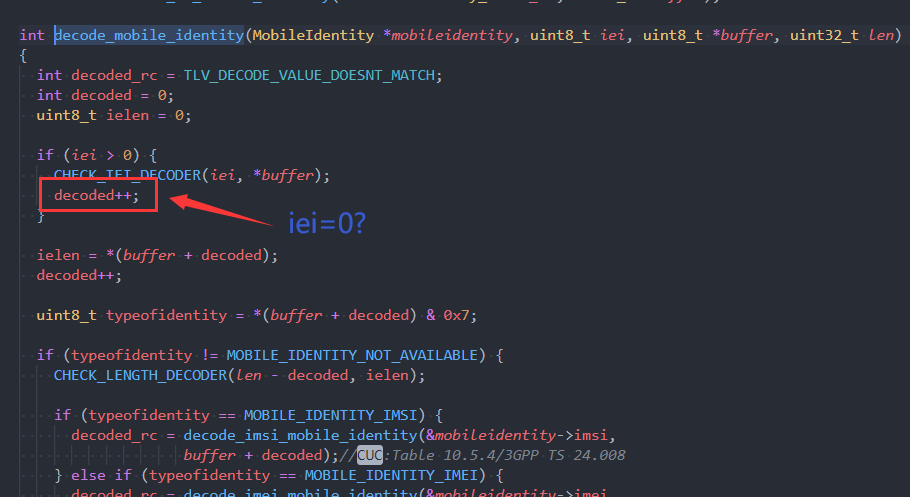 int decode_mobile_identity(MobileIdentity *mobileidentity, uint8_t iei, uint8_t *buffer, uint32_t len)
{
int decoded_rc = TLV_DECODE_VALUE_DOESNT_MATCH;
int decoded = 0;
uint8_t ielen = 0;
if (iei > 0) {
CHECK_IEI_DECODER(iei, *buffer);
decoded++;
}
iei=0?
ielen = *(buffer + decoded);
decoded++;
uint8_t typeofidentity = *(buffer + decoded) & 0x7;
if (typeofidentity != MOBILE_IDENTITY_NOT_AVAILABLE) {
CHECK_LENGTH_DECODER(len - decoded, ielen);
if (typeofidentity == MOBILE_IDENTITY_IMSI) {
decoded_rc = decode_imsi_mobile_identity(&mobileidentity->imsi,
buffer + decoded);//CUC:Table 10.5.4/3GPP TS 24.008
} else if (typeofidentity == MOBILE_IDENTITY_IMEI) {
decoded_rc = decode_imei_mobile_identity(&mobileidentity->imei